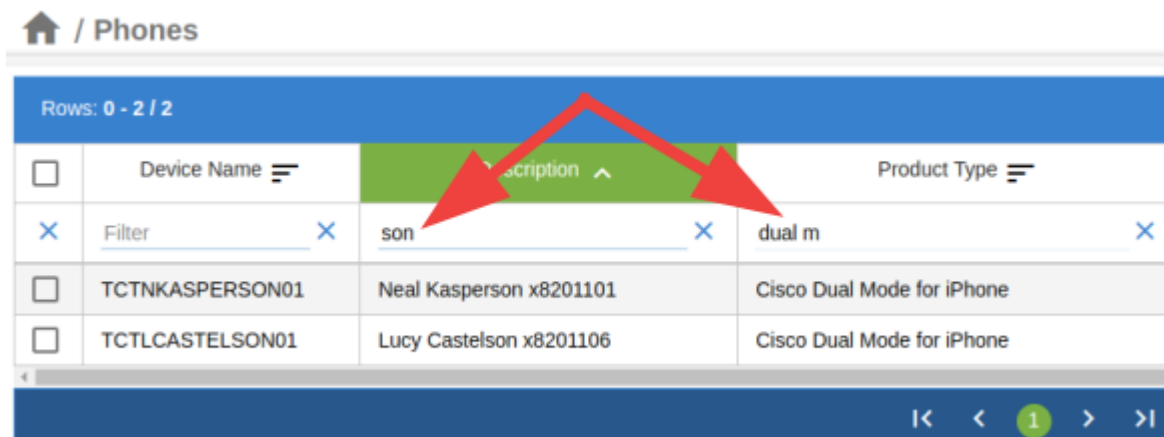 / Phones
Rows: 0 - 2 / 2
Device Name scription Product Type
Filter son dual m
TCTNKASPERSON01 Neal Kasperson x8201101 Cisco Dual Mode for iPhone
TCTLCASTELSON01 Lucy Castelson x8201106 Cisco Dual Mode for iPhone
1